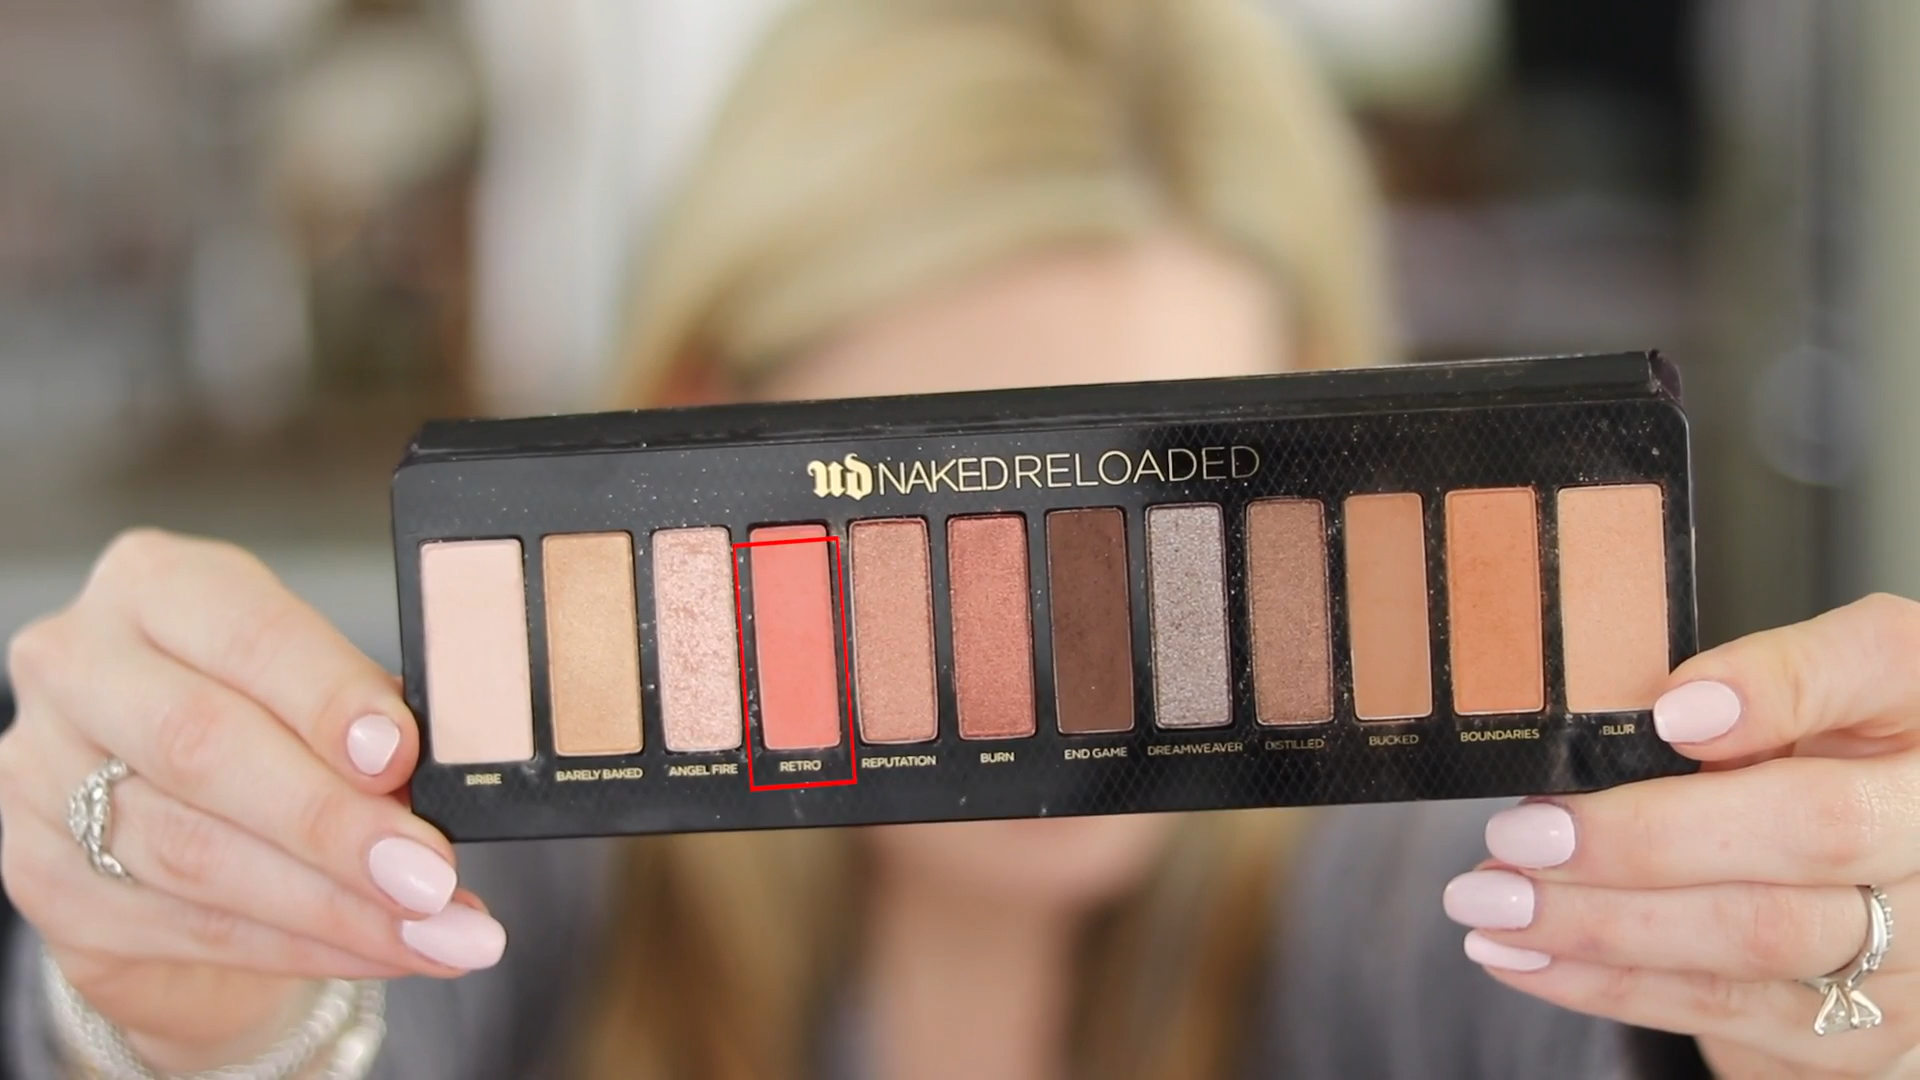 UD NAKED RELOADED
BRIBE
BARELY BAKED
ANGEL FIRE
RETRO
REPUTATION
BURN
END GAME
DREAMWEAVER
DISTILLED
BUCKED
BOUNDARIES
BLUR